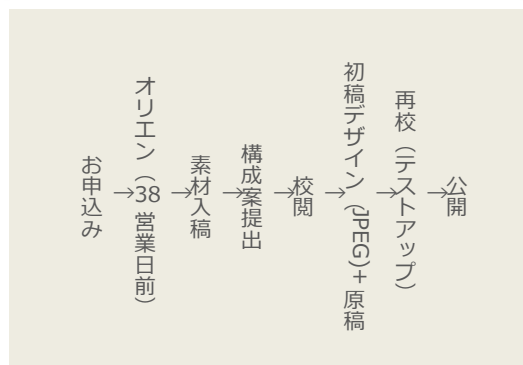 お申込み
→
オリエン（38 営業日前）
→
素材入稿
→
構成案提出
→
校閲
→
初稿デザイン（JPEG)＋原稿
→
再校（テストアップ）
→
公開